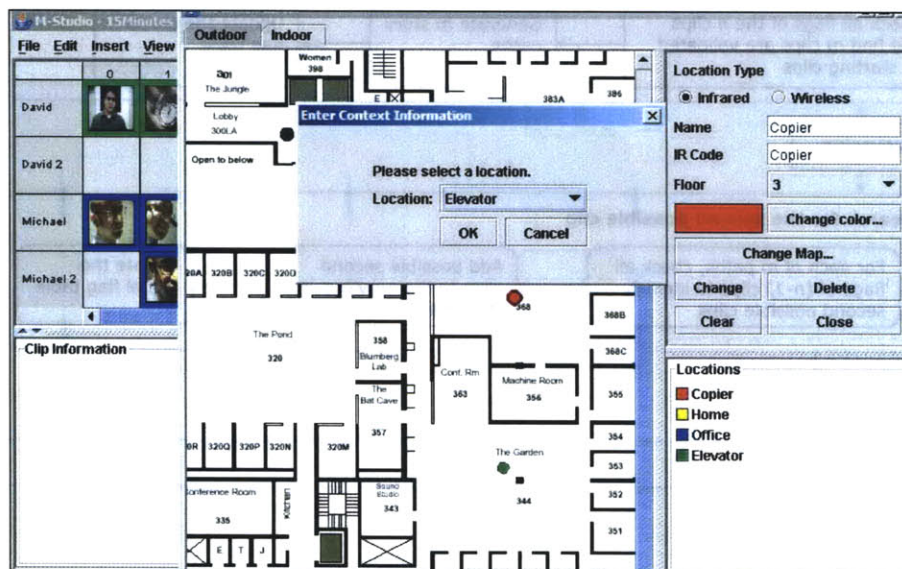 M-Studio - 15Minutes
File Edit Insert View
0 1
David
David 2
Michael
Michael 2
Clip Information
Outdoor Indoor
301
The Jungle
Women
398
E
383A
386
Lobby
300LA
Open to below
320A 320B 320C 320D
The Pond
320
358
Blumberg
Lab
The
Bat Cave
357
Conf. Rm
363
Machine Room
356
368
368B
368C
355
354
353
352
351
The Garden
344
320Q 320P 320N 320M
Conference Room
335
Kitchen
Studio
343
E T J
Enter Context Information
Please select a location.
Location: Elevator
OK Cancel
Location Type
Infrared Wireless
Name Copier
IR Code Copier
Floor 3
Change color...
Change Map...
Change Delete
Clear Close
Locations
Copier
Home
Office
Elevator